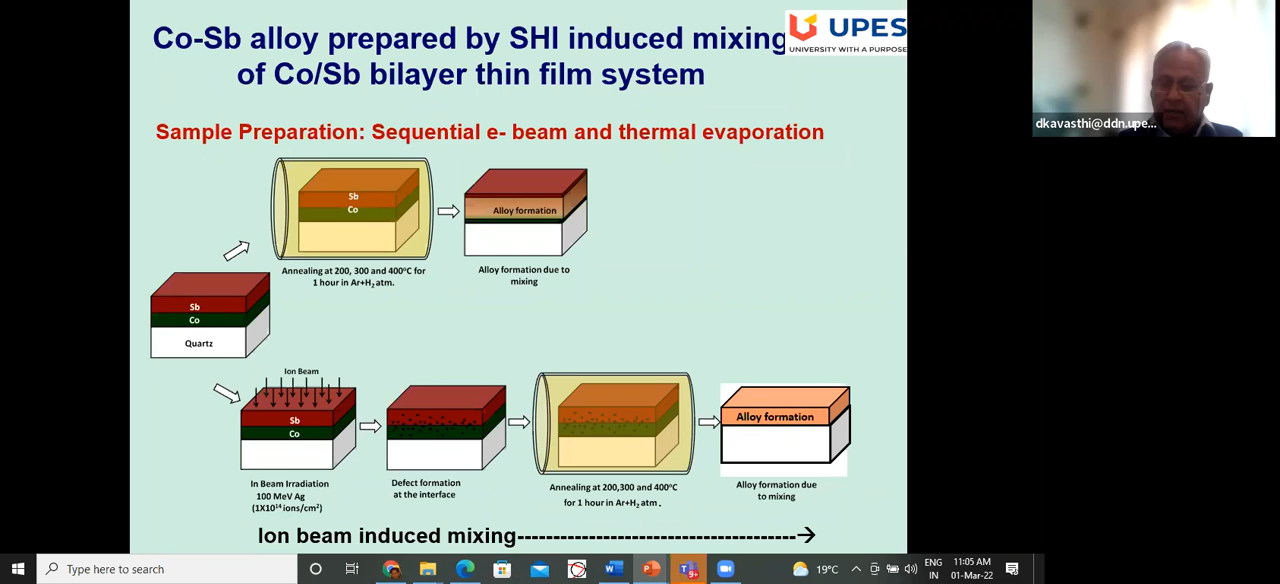 Co-Sb alloy prepared by SHI induced mixing
of Co/Sb bilayer thin film system
UPES
UNIVERSITY WITH A PURPOSE
dkavasthi@ddn.upe...
Sample Preparation: Sequential e- beam and thermal evaporation
Sb
Co
Alloy formation
Annealing at 200, 300 and 400°C for
1 hour in Ar+H₂ atm.
Alloy formation due to
mixing
Sb
Co
Quartz
Ion Beam
Sb
Co
Alloy formation
In Beam Irradiation
100 MeV Ag
(1X10¹⁴ ions/cm²)
Defect formation
at the interface
Annealing at 200,300 and 400°C
for 1 hour in Ar+H₂ atm.
Alloy formation due
to mixing
Ion beam induced mixing----------------------------------------→
Type here to search
19°C
ENG
IN
11:05 AM
01-Mar-22
9+